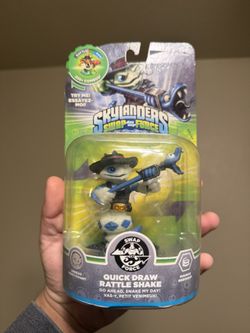 TRY ME!
ESSAYEZ-
MOI!
SKYLANDERS
SWAP FORCE
QUICK DRAW
RATTLE SHAKE
GO AHEAD, SNAKE MY DAY!
VAS-Y, PETIT VENIMEUX!
SWAP
FORCE